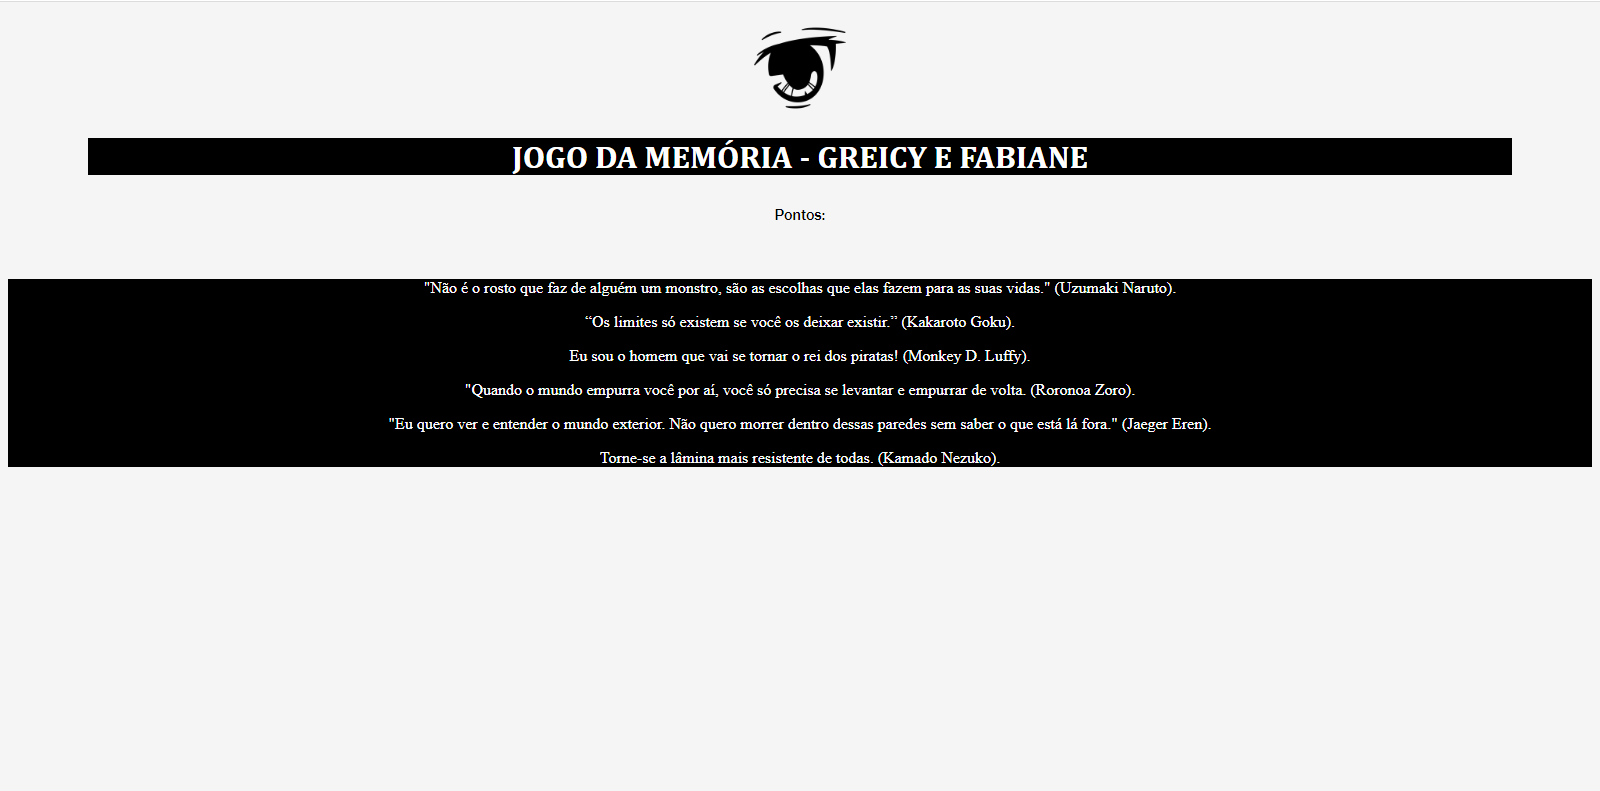 JOGO DA MEMÓRIA - GREICY E FABIANE
Pontos:
"Não é o rosto que faz de alguém um monstro, são as escolhas que elas fazem para as suas vidas." (Uzumaki Naruto).
“Os limites só existem se você os deixar existir.” (Kakaroto Goku).
Eu sou o homem que vai se tornar o rei dos piratas! (Monkey D. Luffy).
"Quando o mundo empurra você por aí, você só precisa se levantar e empurrar de volta. (Roronoa Zoro).
"Eu quero ver e entender o mundo exterior. Não quero morrer dentro dessas paredes sem saber o que está lá fora." (Jaeger Eren).
Torne-se a lâmina mais resistente de todas. (Kamado Nezuko).